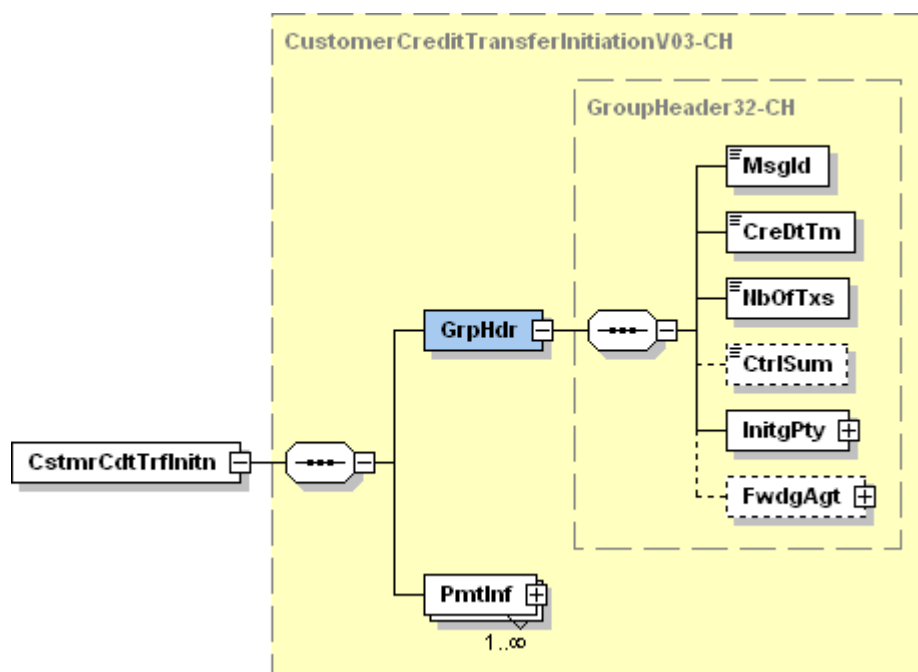 CustomerCreditTransferInitiationV03-CH
GroupHeader32-CH
MsgId
CreDtTm
NbOfTxs
GrpHdr
CtrlSum
InitgPty
CstmrCdtTrfInitn
FwdgAgt
PmtInf
1..∞